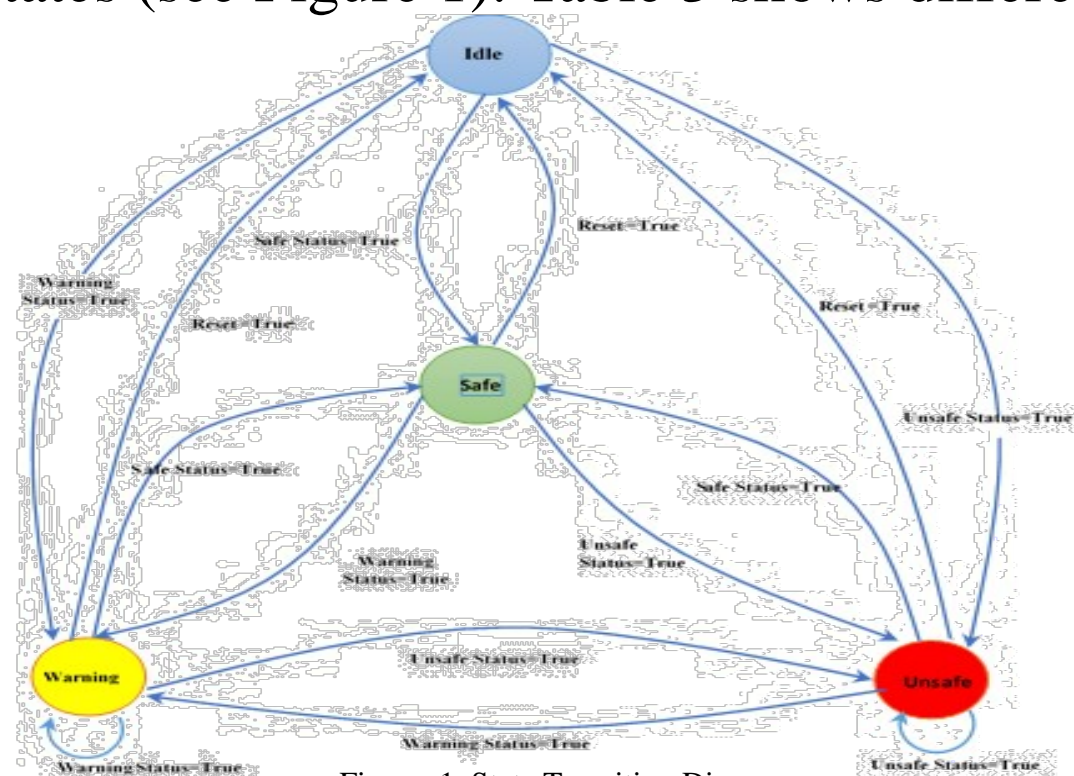 tates (see Figure 1). Table 3 shows differe
Idle
Safe Status=True
Reset=True
Warning
Status=True
Reset=True
Reset=True
Safe
Unsafe Status=True
Safe Status=True
Safe Status=True
Unsafe
Status=True
Warning
Status=True
Unsafe Status=True
Warning
Unsafe
Warning Status=True
Warning Status=True
Unsafe Status=True
Figure 1. State Transition Di